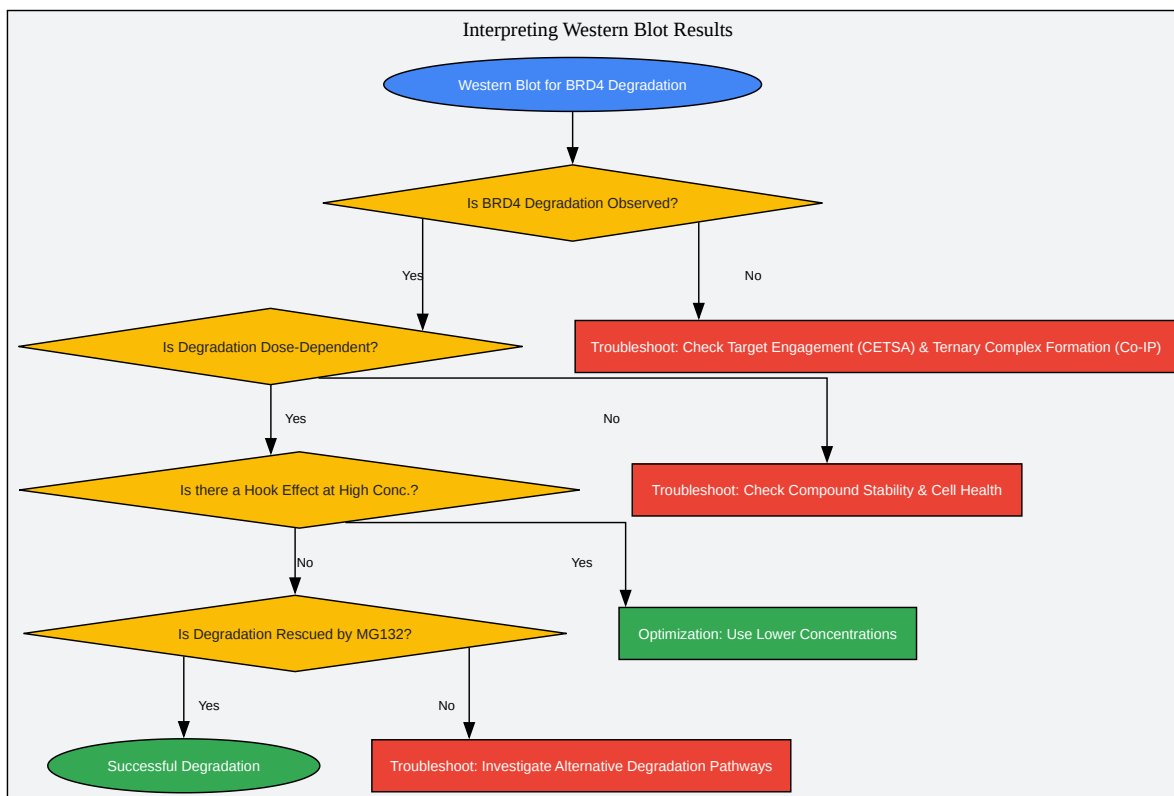 Interpreting Western Blot Results
Western Blot for BRD4 Degradation
Is BRD4 Degradation Observed?
Yes
No
Is Degradation Dose-Dependent?
Troubleshoot: Check Target Engagement (CETSA) & Ternary Complex Formation (Co-IP)
Yes
No
Is there a Hook Effect at High Conc.?
Troubleshoot: Check Compound Stability & Cell Health
No
Yes
Is Degradation Rescued by MG132?
Optimization: Use Lower Concentrations
Yes
No
Successful Degradation
Troubleshoot: Investigate Alternative Degradation Pathways